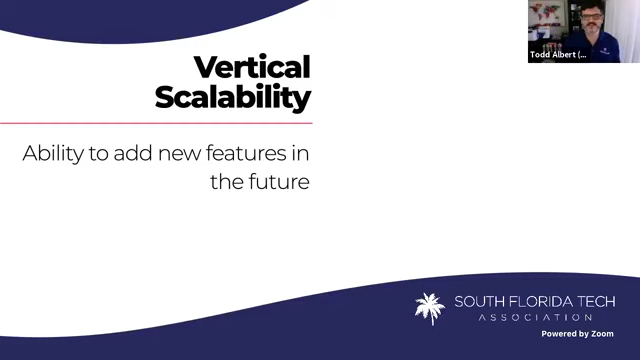 Vertical
Scalability
Ability to add new features in
the future
Todd Albert (...
SOUTH FLORIDA TECH
ASSOCIATION
Powered by Zoom